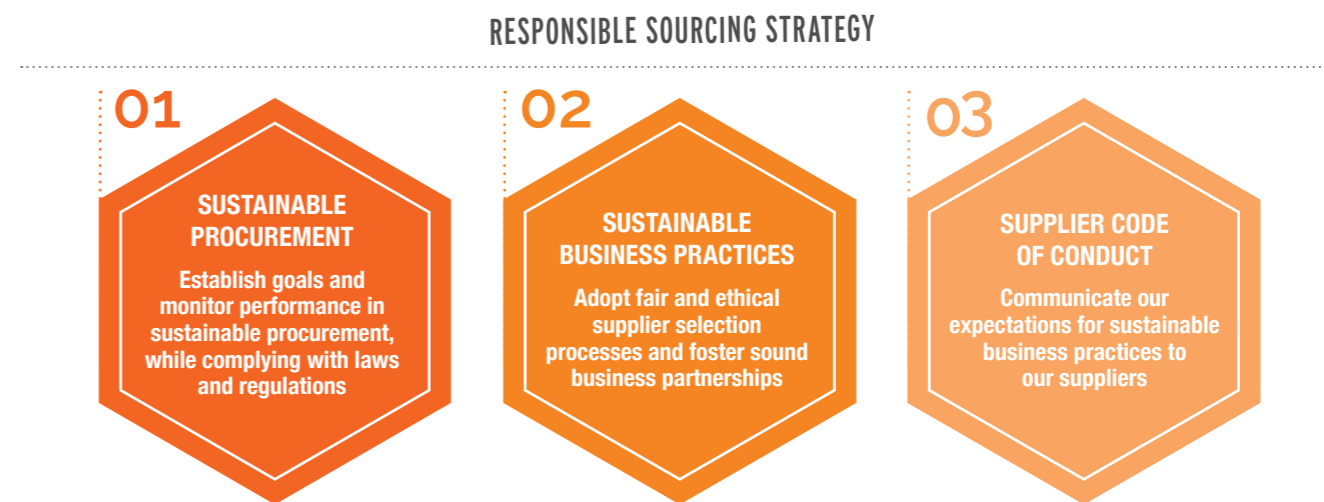 RESPONSIBLE SOURCING STRATEGY
01
SUSTAINABLE
PROCUREMENT
Establish goals and
monitor performance in
sustainable procurement,
while complying with laws
and regulations
02
SUSTAINABLE
BUSINESS PRACTICES
Adopt fair and ethical
supplier selection
processes and foster sound
business partnerships
03
SUPPLIER CODE
OF CONDUCT
Communicate our
expectations for sustainable
business practices to
our suppliers